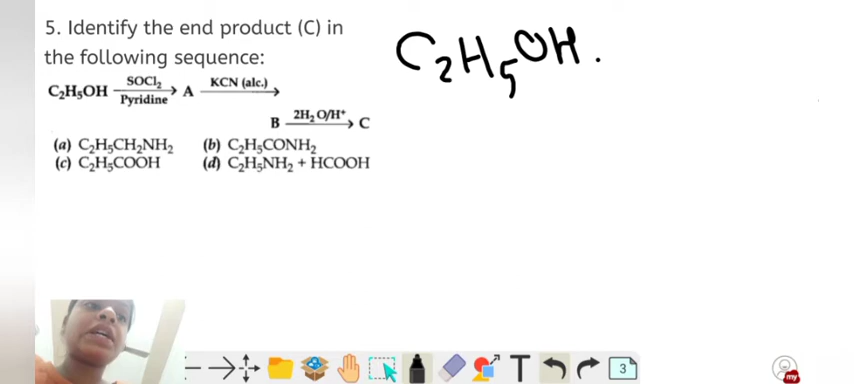 5. Identify the end product (C) in
the following sequence:
C₂H₅OH —SOCl₂/Pyridine→ A —KCN (alc.)→
B —2H₂O/H⁺→ C
(a) C₂H₅CH₂NH₂ (b) C₂H₅CONH₂
(c) C₂H₅COOH (d) C₂H₅NH₂ + HCOOH
C₂H₅OH.
T
3
my